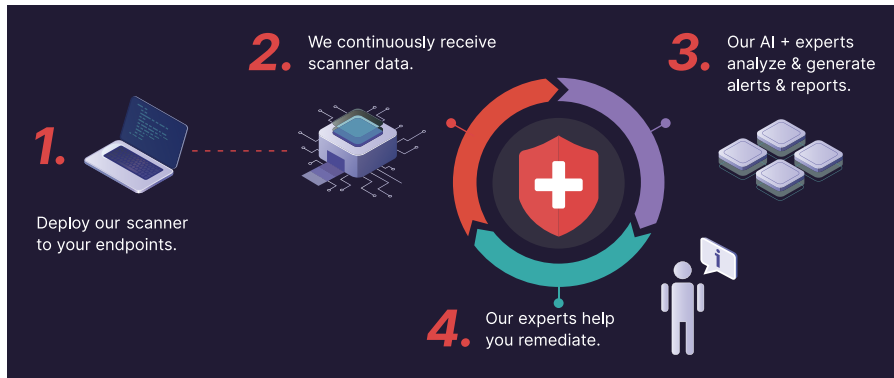 1.
Deploy our scanner
to your endpoints.
2.
We continuously receive
scanner data.
3.
Our AI + experts
analyze & generate
alerts & reports.
4.
Our experts help
you remediate.
i